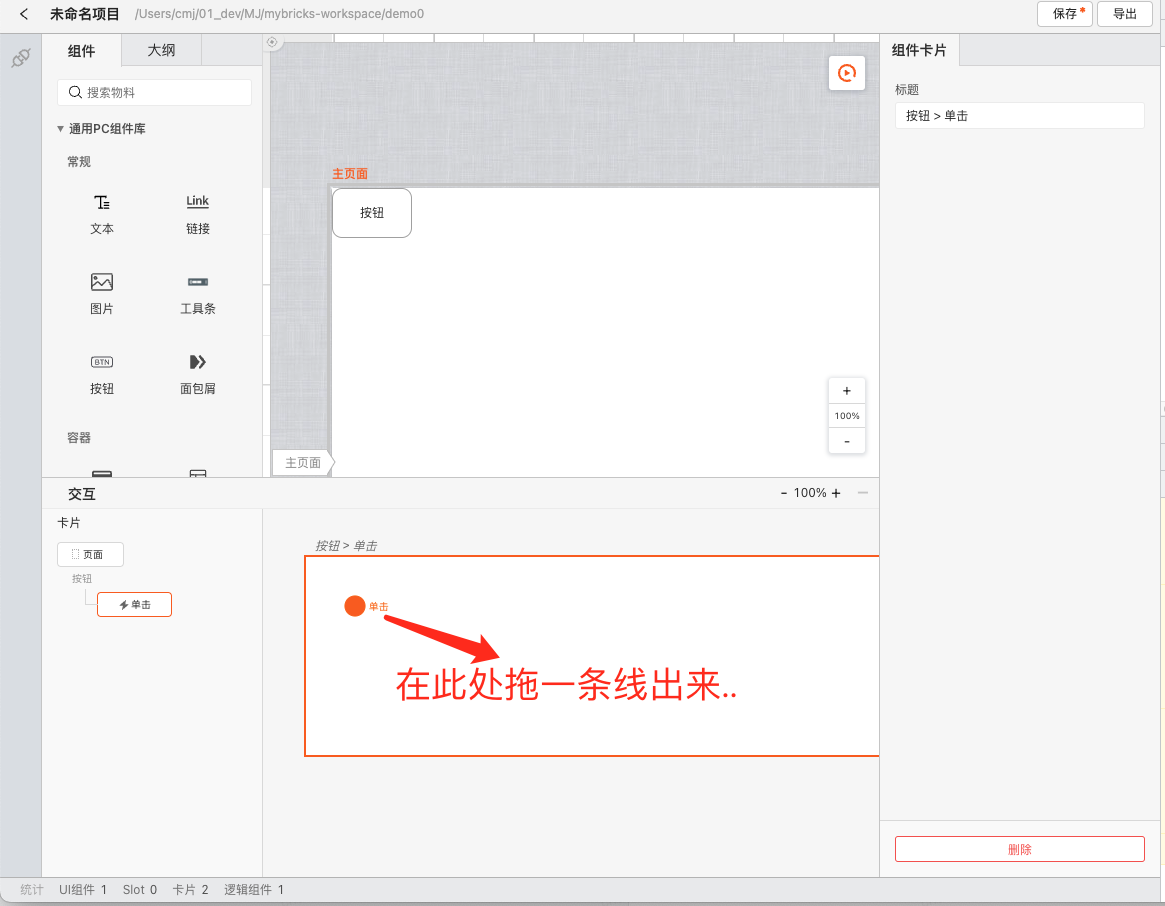 未命名项目 /Users/cmj/01_dev/MJ/mybricks-workspace/demo0 保存* 导出
组件 大纲
搜索物料
通用PC组件库
常规
文本 Link 链接
图片 工具条
BTN 按钮 面包屑
容器
主页面
按钮
+
100%
-
主页面
组件卡片
标题
按钮 > 单击
交互 - 100% +
卡片
页面
按钮
单击
按钮 > 单击
单击
在此处拖一条线出来..
删除
统计 UI组件 1 Slot 0 卡片 2 逻辑组件 1